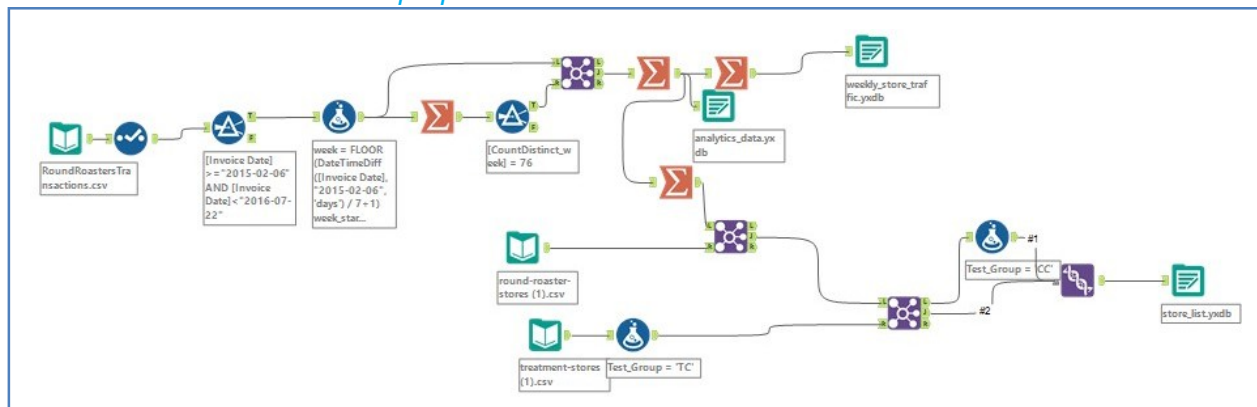 RoundRoastersTra
nsactions.csv
[Invoice Date]
>="2015-02-06"
AND [Invoice
Date]<"2016-07-
22"
week = FLOOR
(DateTimeDiff
([Invoice Date],
"2015-02-06",
'days') / 7+1)
week_star...
[CountDistinct_w
eek] = 76
weekly_store_traf
fic.yxdb
analytics_data.yx
db
round-roaster-
stores (1).csv
treatment-stores
(1).csv
Test_Group = 'TC'
Test_Group = 'CC'
#1
#2
store_list.yxdb